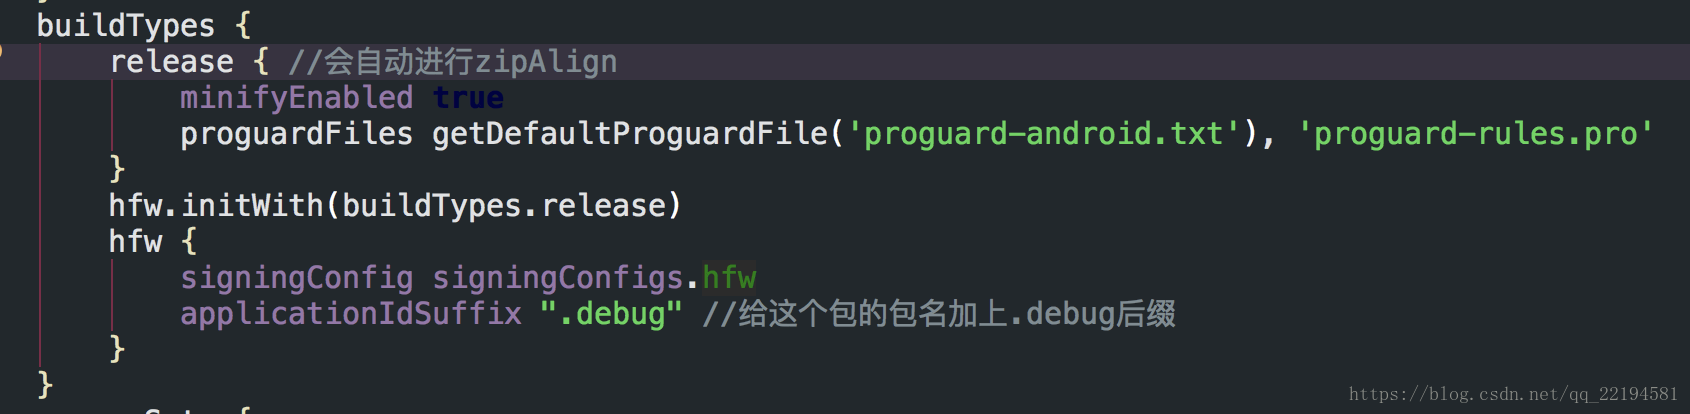 buildTypes {
    release { //会自动进行zipAlign
        minifyEnabled true
        proguardFiles getDefaultProguardFile('proguard-android.txt'), 'proguard-rules.pro'
    }
    hfw.initWith(buildTypes.release)
    hfw {
        signingConfig signingConfigs.hfw
        applicationIdSuffix ".debug" //给这个包的包名加上.debug后缀
    }
}
https://blog.csdn.net/qq_22194581